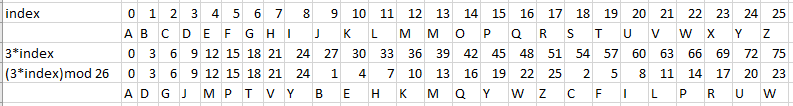 index 0 1 2 3 4 5 6 7 8 9 10 11 12 13 14 15 16 17 18 19 20 21 22 23 24 25
A B C D E F G H I J K L M M O P Q R S T U V W X Y Z
3*index 0 3 6 9 12 15 18 21 24 27 30 33 36 39 42 45 48 51 54 57 60 63 66 69 72 75
(3*index)mod 26 0 3 6 9 12 15 18 21 24 1 4 7 10 13 16 19 22 25 2 5 8 11 14 17 20 23
A D G J M P T V Y B E H K M Q Y W Z C F I L P R U W